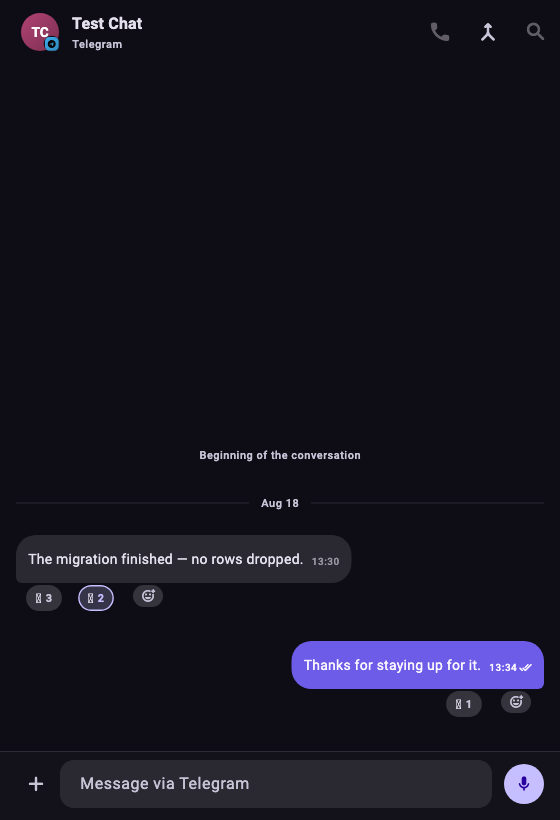 TC
Test Chat
Telegram
Beginning of the conversation
Aug 18
The migration finished — no rows dropped. 13:30
3
2
Thanks for staying up for it. 13:34
1
Message via Telegram